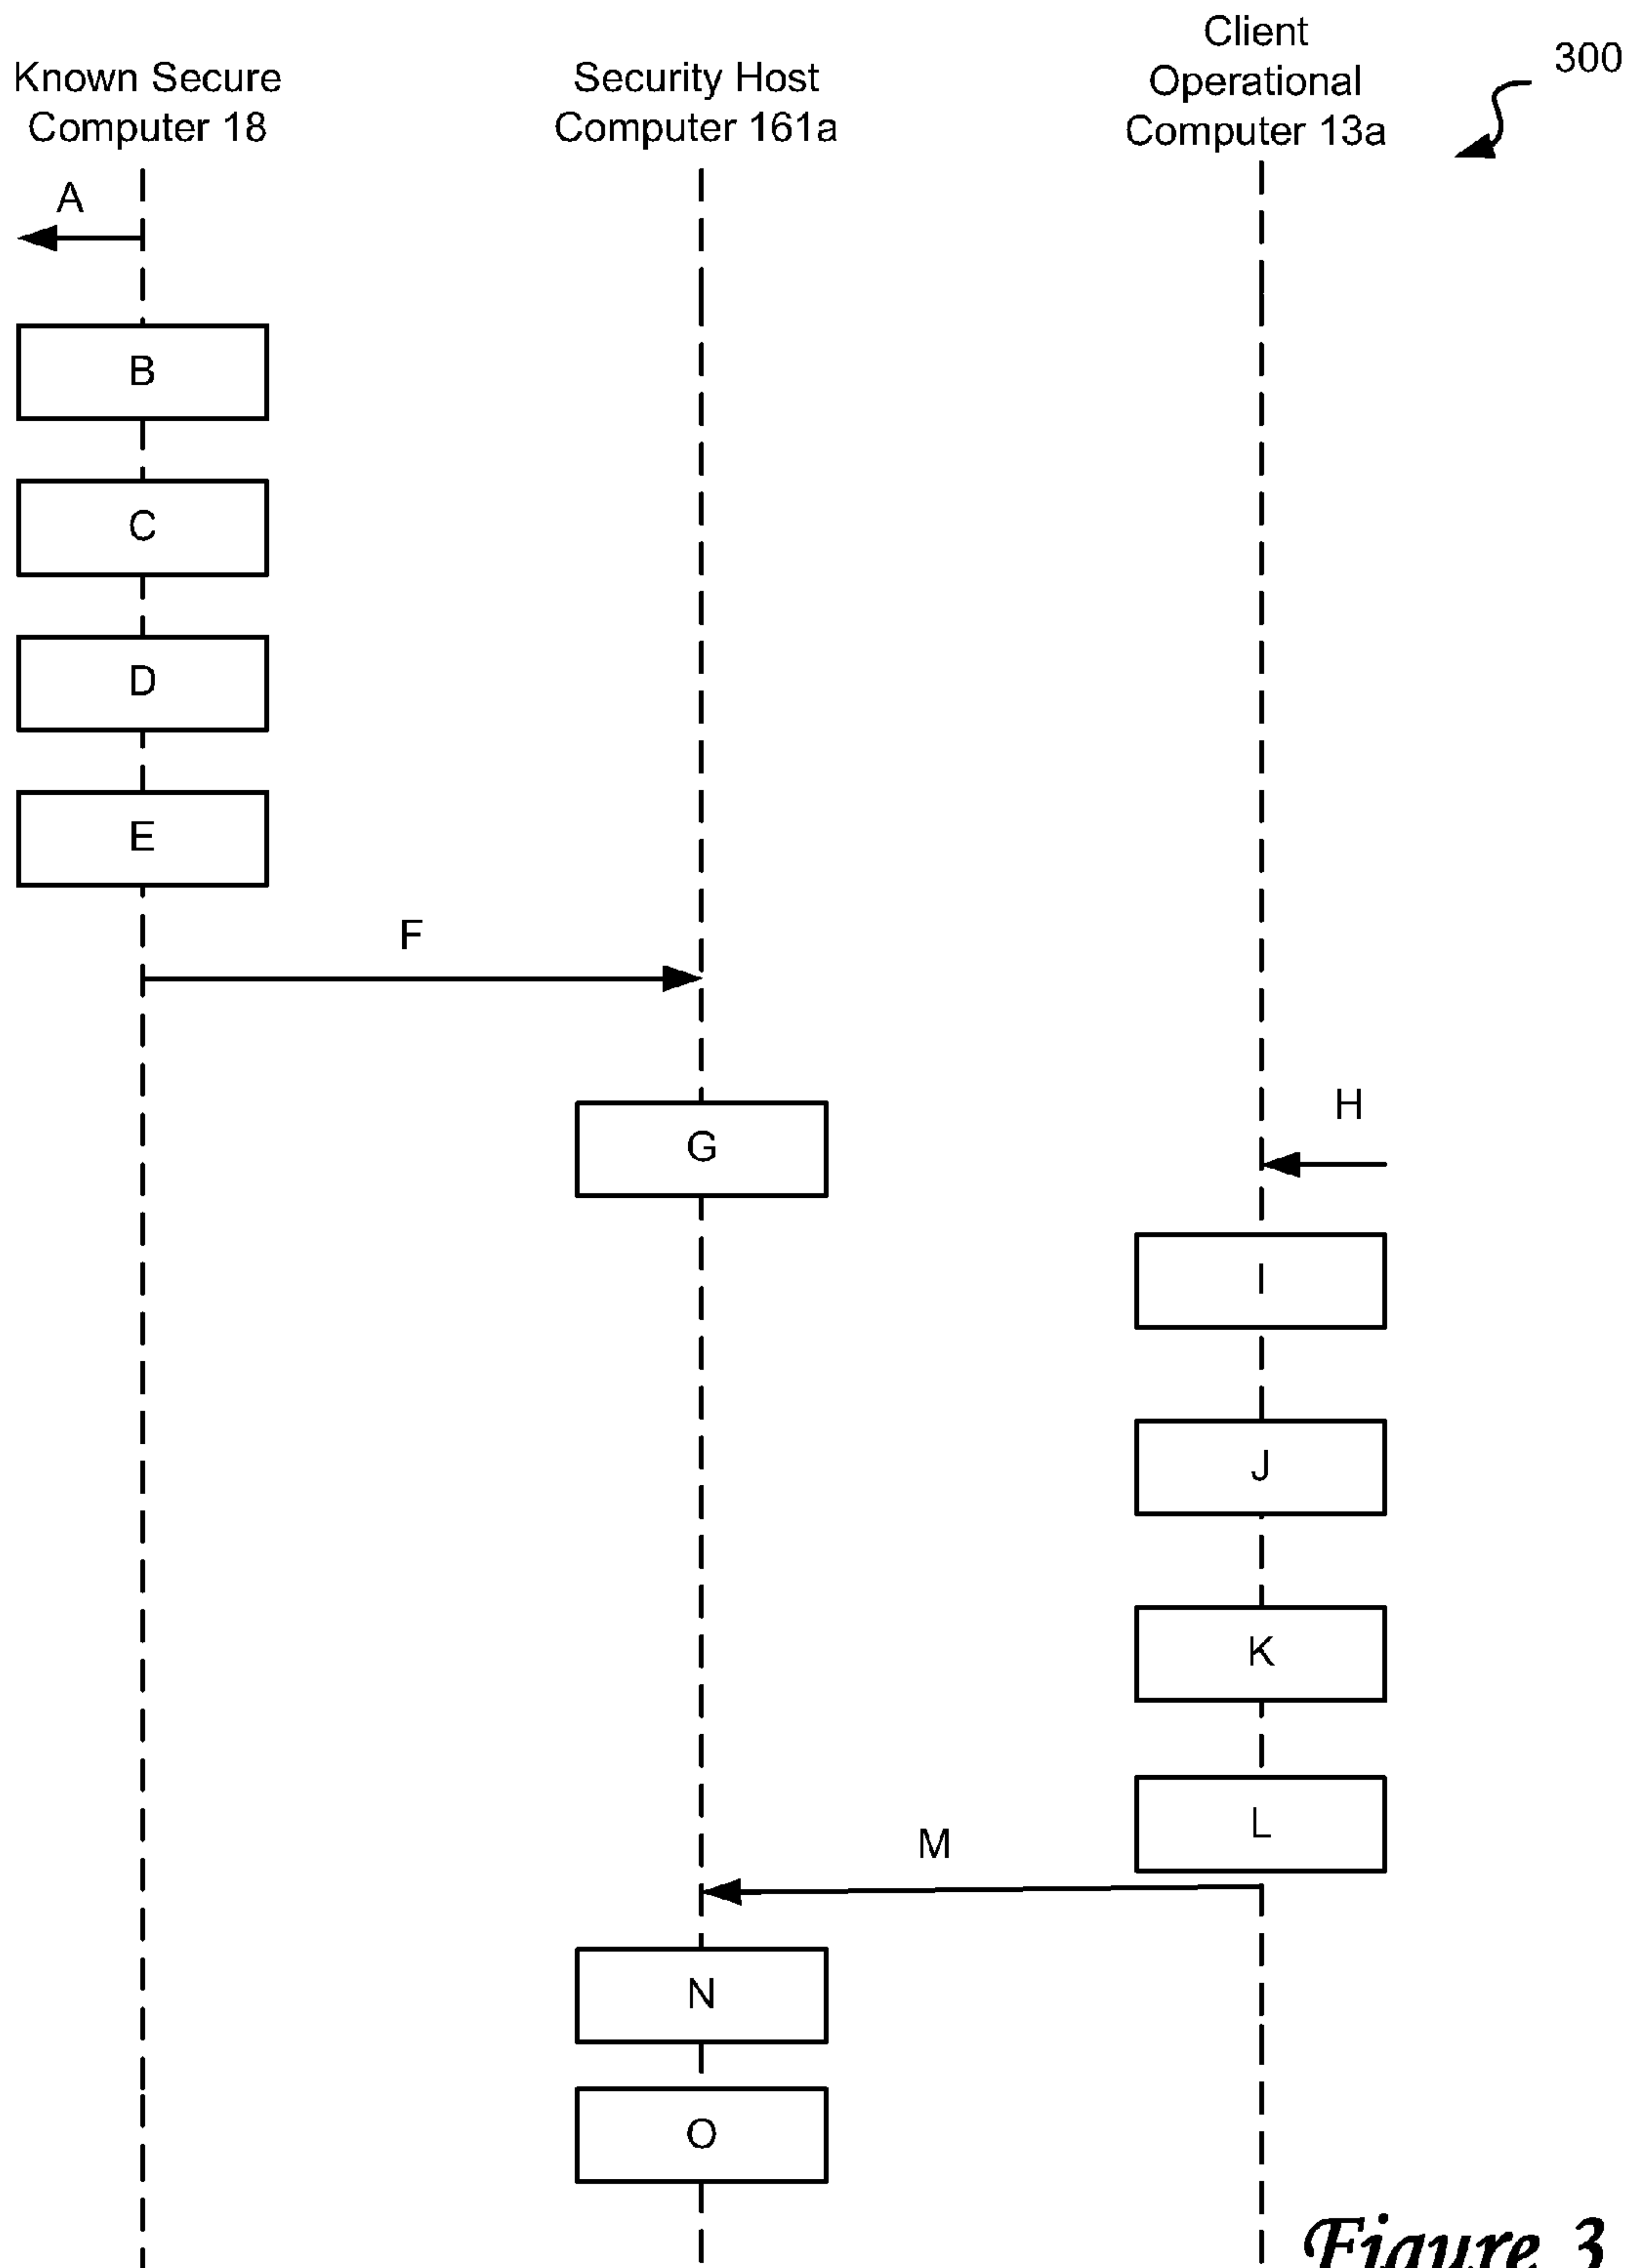 Known Secure
Computer 18
Security Host
Computer 161a
Client
Operational
Computer 13a
300
A
B
C
D
E
F
G
H
I
J
K
L
M
N
O
Figure 3